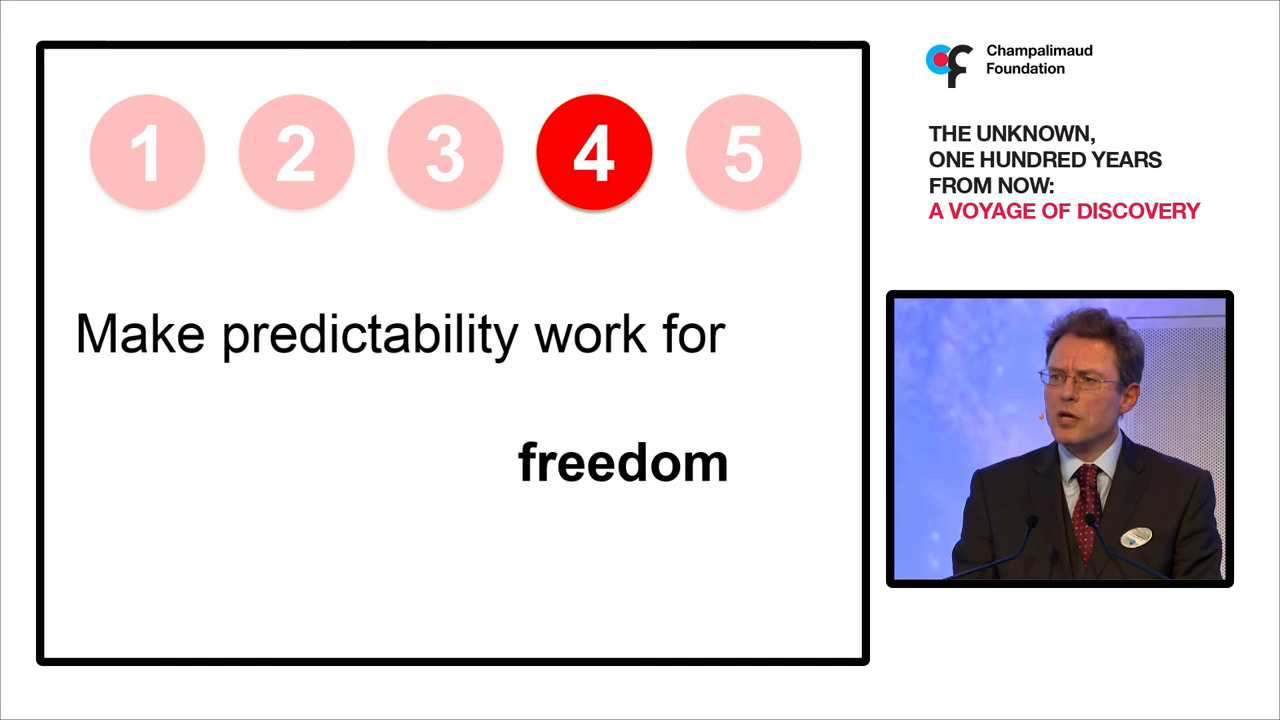 1 2 3 4 5
Make predictability work for
freedom
Champalimaud
Foundation
THE UNKNOWN,
ONE HUNDRED YEARS
FROM NOW:
A VOYAGE OF DISCOVERY